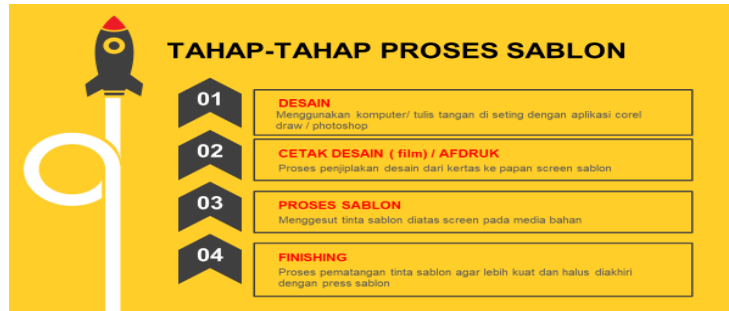 TAHAP-TAHAP PROSES SABLON
01
DESAIN
Menggunakan komputer/ tulis tangan di seting dengan aplikasi corel
draw / photoshop
02
CETAK DESAIN ( film) / AFDRUK
Proses penjiplakan desain dari kertas ke papan screen sablon
03
PROSES SABLON
Menggesut tinta sablon diatas screen pada media bahan
04
FINISHING
Proses pematangan tinta sablon agar lebih kuat dan halus diakhiri
dengan press sablon